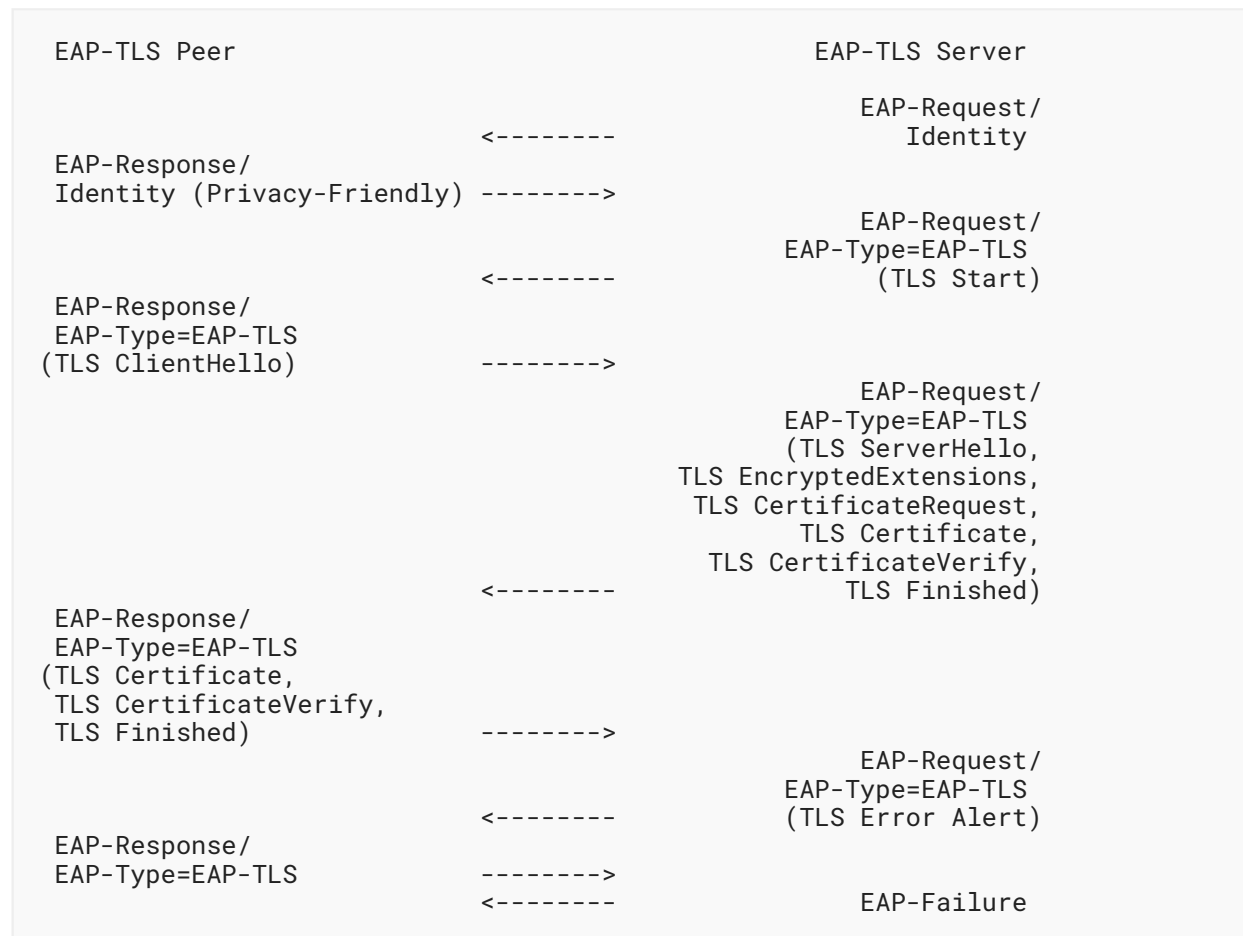 EAP-TLS Peer                                      EAP-TLS Server
                                                     EAP-Request/
                            <--------                   Identity
EAP-Response/
Identity (Privacy-Friendly) -------->
                                                     EAP-Request/
                                                EAP-Type=EAP-TLS
                            <--------                 (TLS Start)
EAP-Response/
EAP-Type=EAP-TLS
(TLS ClientHello)           -------->
                                                     EAP-Request/
                                                EAP-Type=EAP-TLS
                                                (TLS ServerHello,
                                         TLS EncryptedExtensions,
                                          TLS CertificateRequest,
                                                 TLS Certificate,
                                           TLS CertificateVerify,
                            <--------               TLS Finished)
EAP-Response/
EAP-Type=EAP-TLS
(TLS Certificate,
TLS CertificateVerify,
TLS Finished)               -------->
                                                     EAP-Request/
                                                EAP-Type=EAP-TLS
                            <--------           (TLS Error Alert)
EAP-Response/
EAP-Type=EAP-TLS            -------->
                            <--------                EAP-Failure